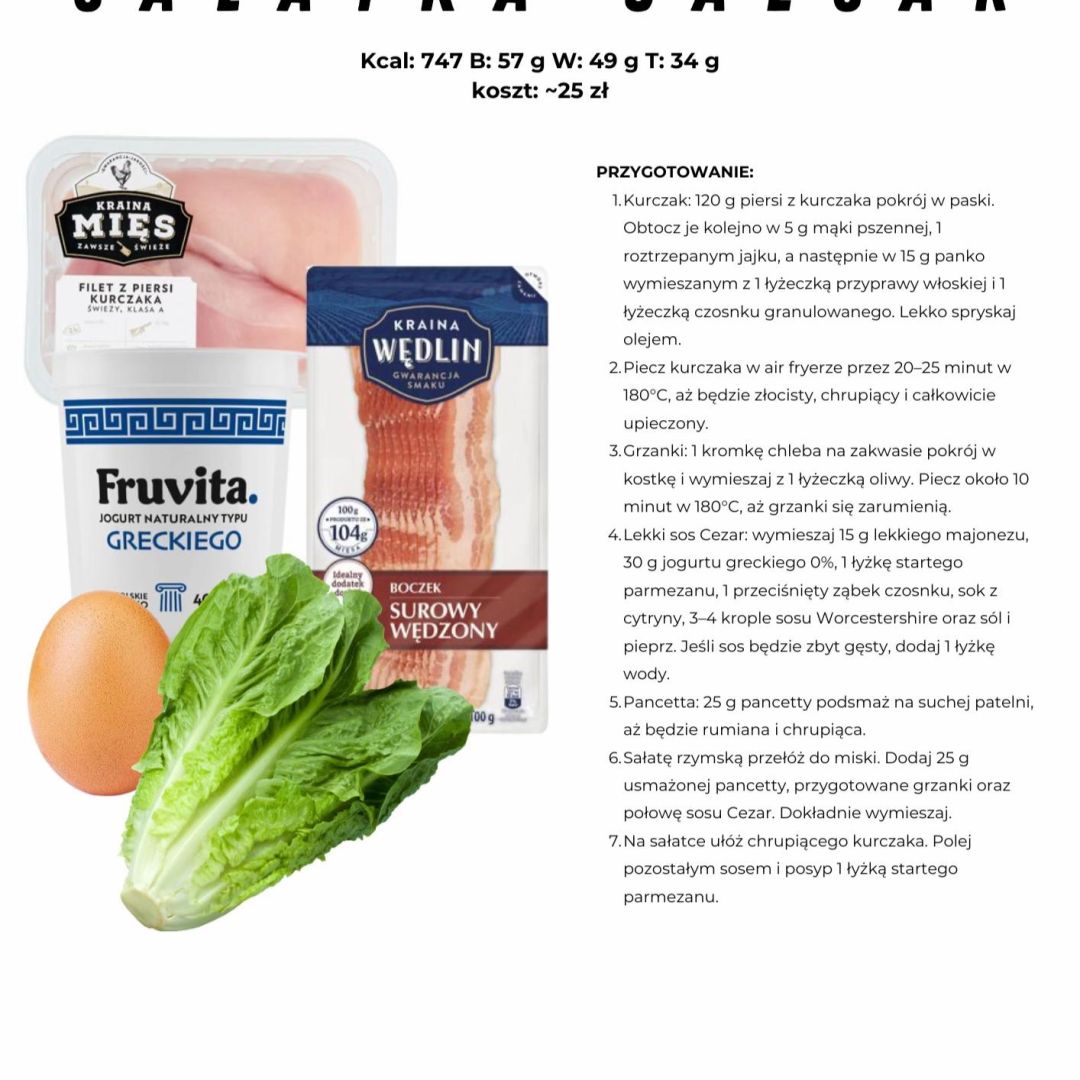 SAŁATKA CAESAR
Kcal: 747 B: 57 g W: 49 g T: 34 g
koszt: ~25 zł
KRAINA
MIĘS
ZAWSZE ŚWIEŻE
FILET Z PIERSI
KURCZAKA
ŚWIEŻY, KLASA A
Fruvita.
JOGURT NATURALNY TYPU
GRECKIEGO
KRAINA
WĘDLIN
GWARANCJA
SMAKU
100g
PRODUKTU ZE
104g
MIĘSA
Idealny
dodatek
BOCZEK
SUROWY
WĘDZONY
100 g
PRZYGOTOWANIE:
1. Kurczak: 120 g piersi z kurczaka pokrój w paski.
Obtocz je kolejno w 5 g mąki pszennej, 1
roztrzepanym jajku, a następnie w 15 g panko
wymieszanym z 1 łyżeczką przyprawy włoskiej i 1
łyżeczką czosnku granulowanego. Lekko spryskaj
olejem.
2. Piecz kurczaka w air fryerze przez 20–25 minut w
180°C, aż będzie złocisty, chrupiący i całkowicie
upieczony.
3. Grzanki: 1 kromkę chleba na zakwasie pokrój w
kostkę i wymieszaj z 1 łyżeczką oliwy. Piecz około 10
minut w 180°C, aż grzanki się zarumienią.
4. Lekki sos Cezar: wymieszaj 15 g lekkiego majonezu,
30 g jogurtu greckiego 0%, 1 łyżkę startego
parmezanu, 1 przeciśnięty ząbek czosnku, sok z
cytryny, 3–4 krople sosu Worcestershire oraz sól i
pieprz. Jeśli sos będzie zbyt gęsty, dodaj 1 łyżkę
wody.
5. Pancetta: 25 g pancetty podsmaż na suchej patelni,
aż będzie rumiana i chrupiąca.
6. Sałatę rzymską przełóż do miski. Dodaj 25 g
usmażonej pancetty, przygotowane grzanki oraz
połowę sosu Cezar. Dokładnie wymieszaj.
7. Na sałatce ułóż chrupiącego kurczaka. Polej
pozostałym sosem i posyp 1 łyżką startego
parmezanu.